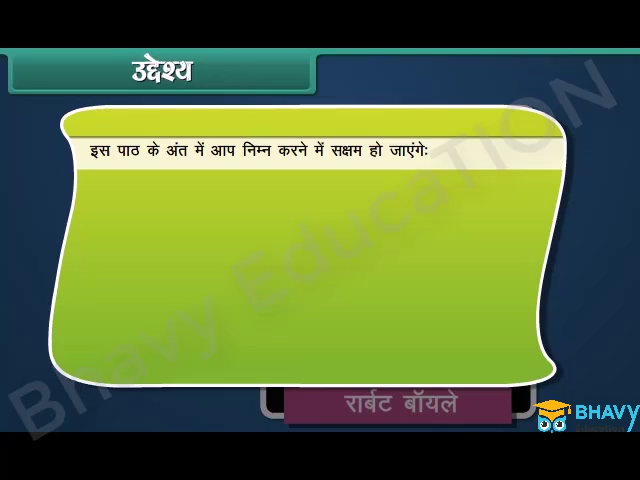 उद्देश्य
इस पाठ के अंत में आप निम्न करने में सक्षम हो जाएंगेः
Bhavy Education
रार्बट बॉयले
BHAVY